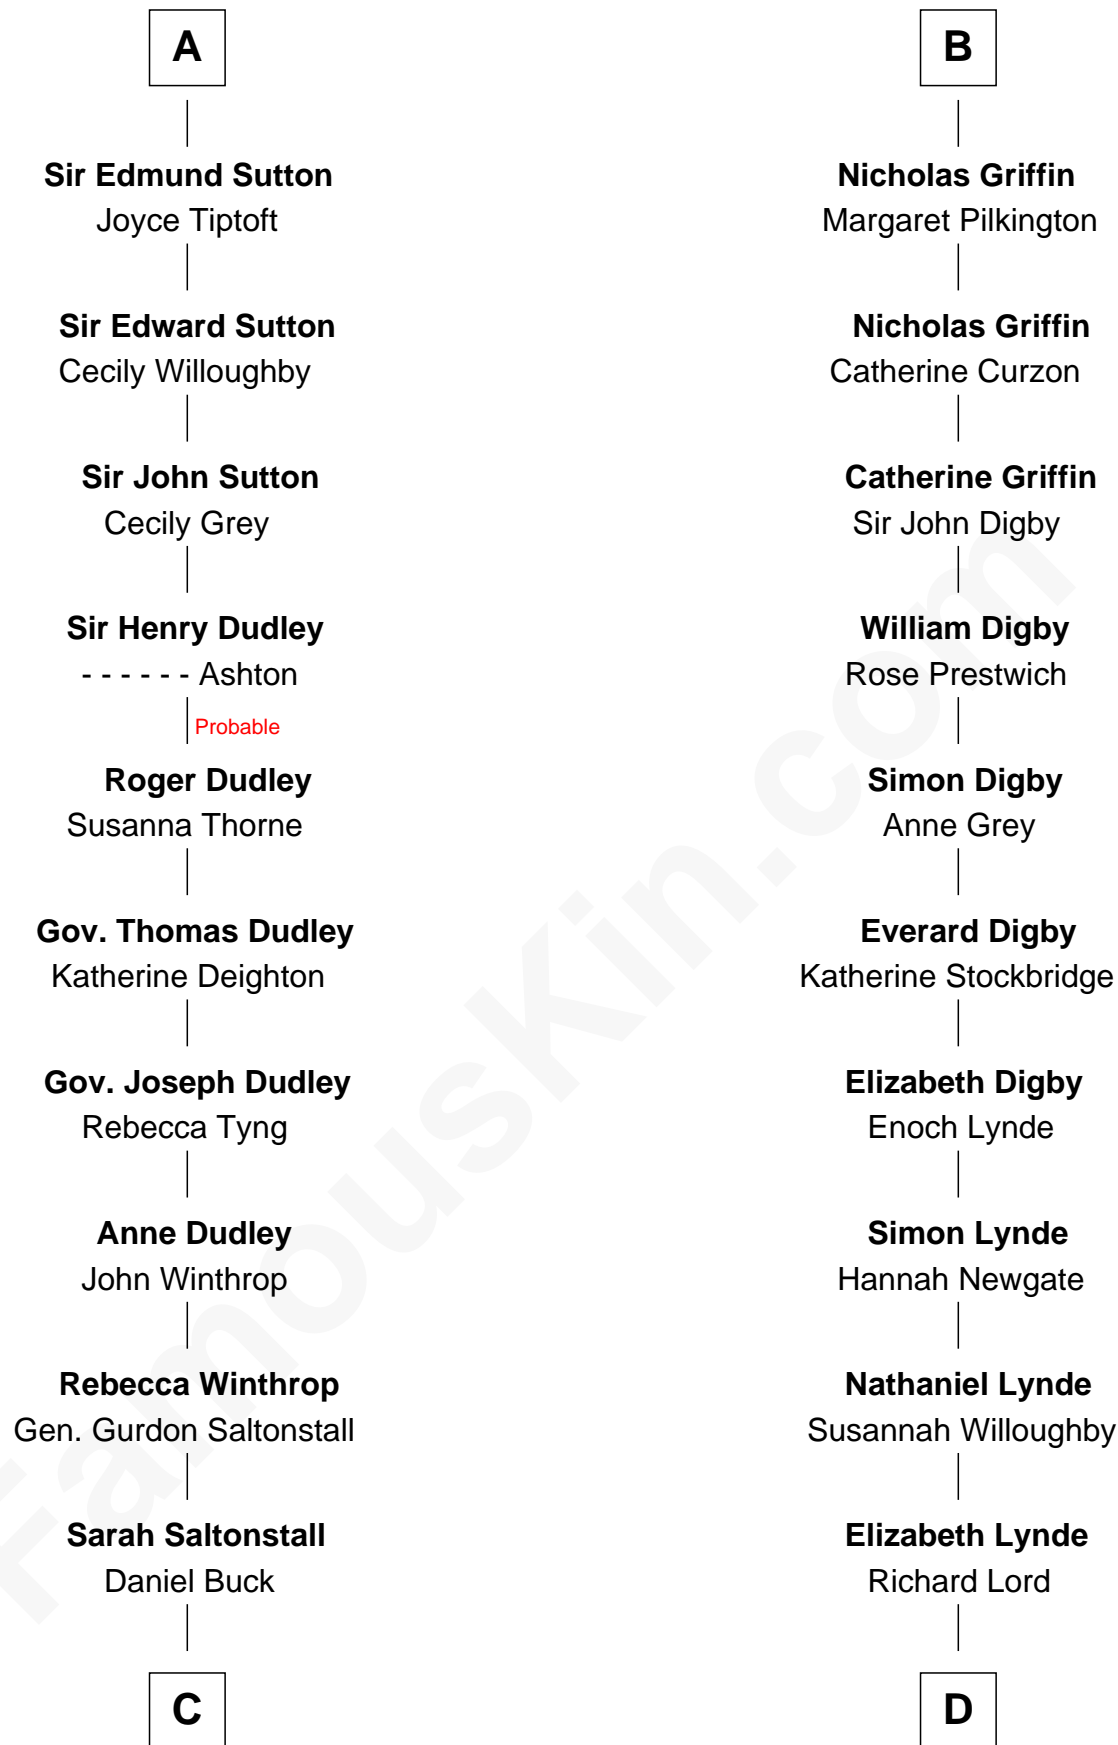 A
Sir Edmund Sutton
Joyce Tiptoft
Sir Edward Sutton
Cecily Willoughby
Sir John Sutton
Cecily Grey
Sir Henry Dudley
- - - - - - Ashton
Probable
Roger Dudley
Susanna Thorne
Gov. Thomas Dudley
Katherine Deighton
Gov. Joseph Dudley
Rebecca Tyng
Anne Dudley
John Winthrop
Rebecca Winthrop
Gen. Gurdon Saltonstall
Sarah Saltonstall
Daniel Buck
C
B
Nicholas Griffin
Margaret Pilkington
Nicholas Griffin
Catherine Curzon
Catherine Griffin
Sir John Digby
William Digby
Rose Prestwich
Simon Digby
Anne Grey
Everard Digby
Katherine Stockbridge
Elizabeth Digby
Enoch Lynde
Simon Lynde
Hannah Newgate
Nathaniel Lynde
Susannah Willoughby
Elizabeth Lynde
Richard Lord
D
FamousKin.com